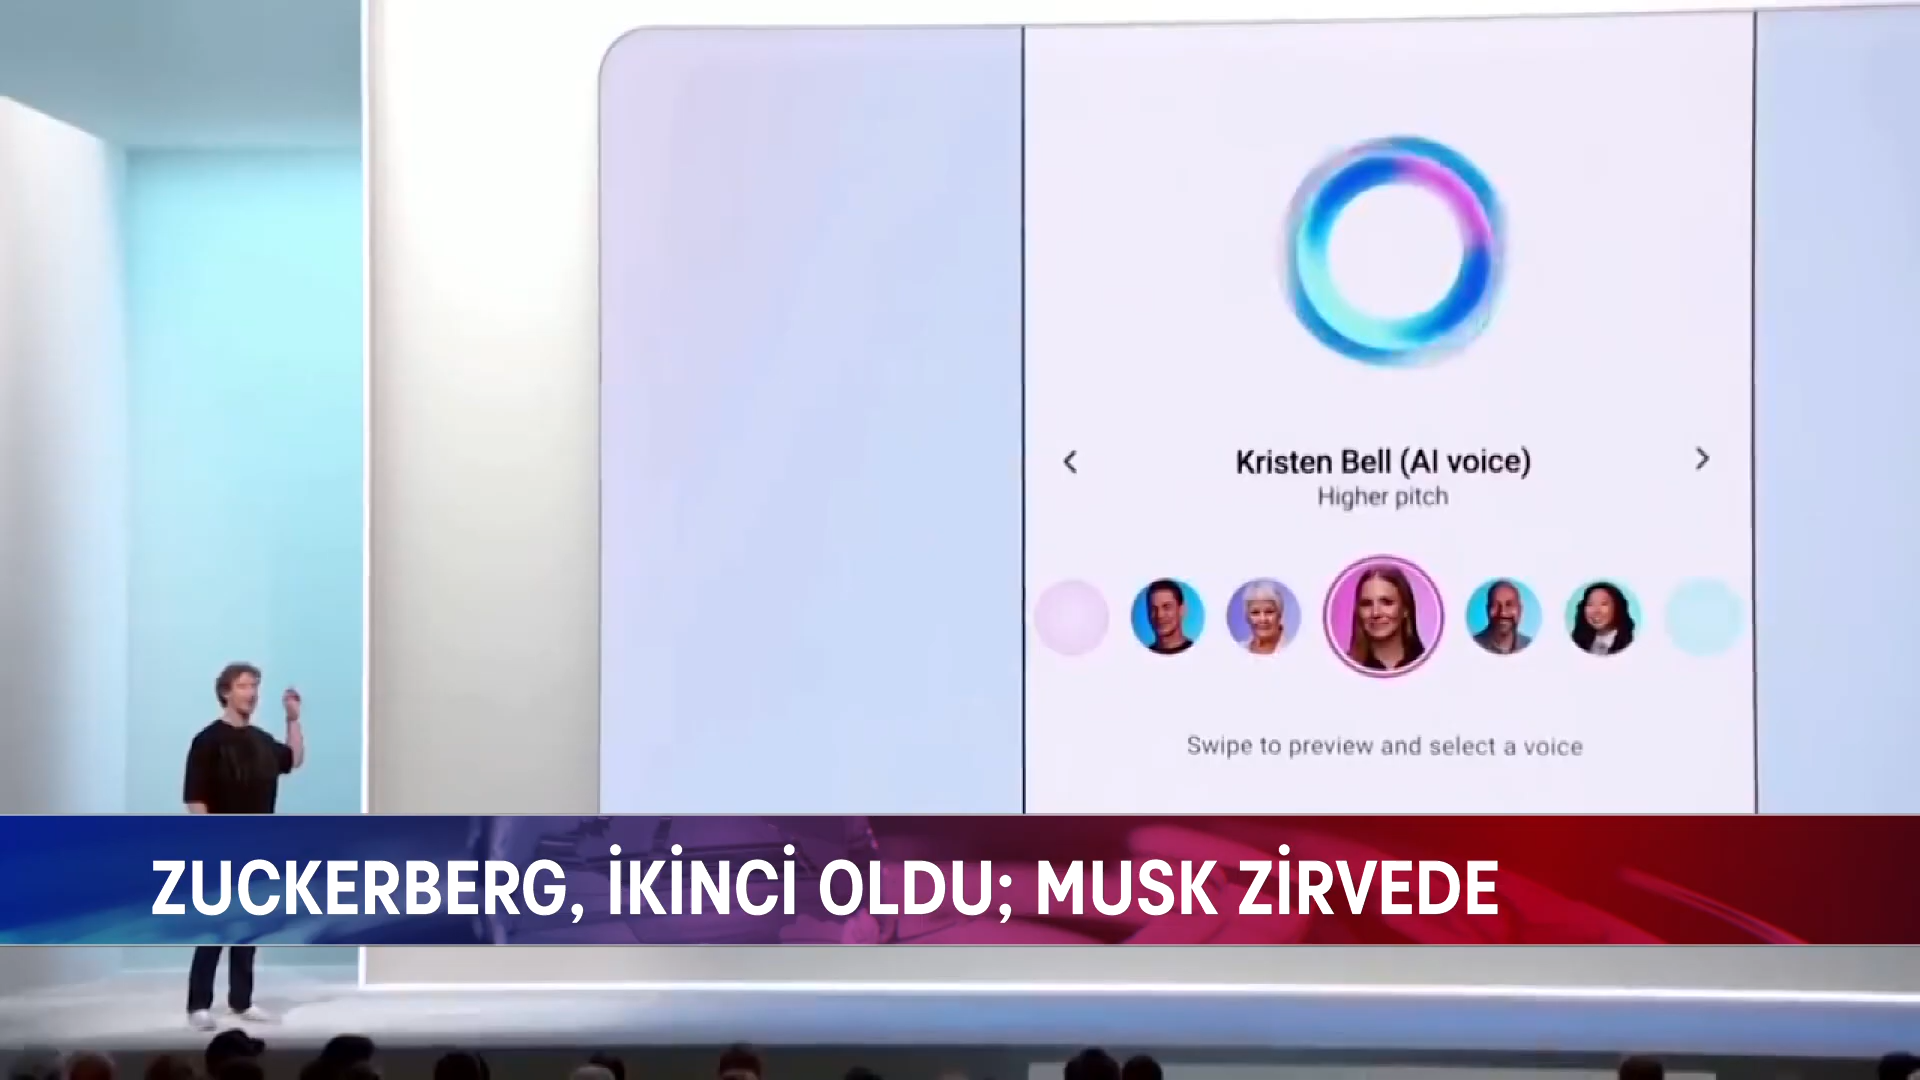 Kristen Bell (AI voice)
Higher pitch
Swipe to preview and select a voice
ZUCKERBERG, İKİNCİ OLDU; MUSK ZİRVEDE